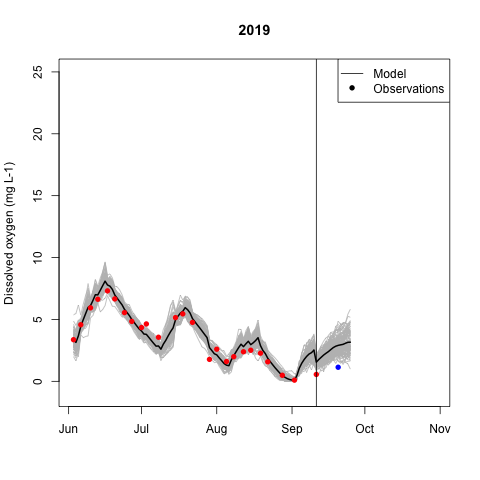 2019
Model
Observations
Dissolved oxygen (mg L-1)
25
20
15
10
5
0
Jun Jul Aug Sep Oct Nov